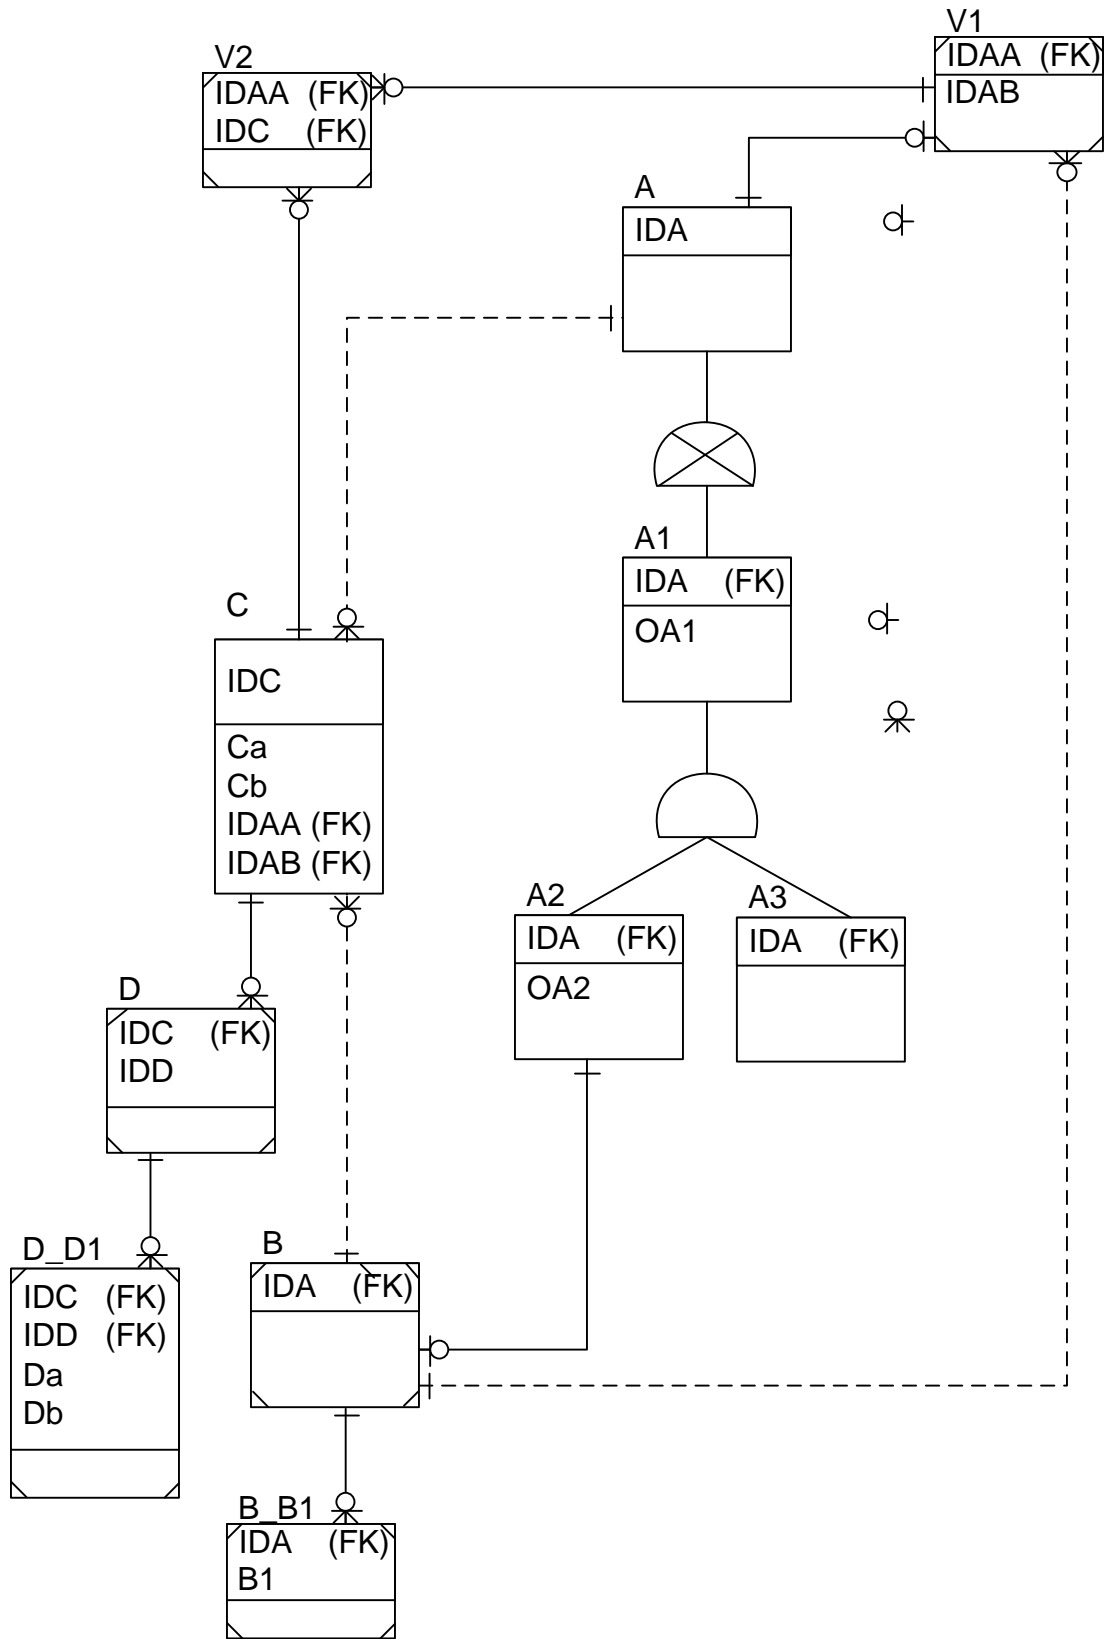 V2
IDAA (FK)
IDC (FK)
V1
IDAA (FK)
IDAB
A
IDA
A1
IDA (FK)
OA1
C
IDC
Ca
Cb
IDAA (FK)
IDAB (FK)
A2
IDA (FK)
OA2
A3
IDA (FK)
D
IDC (FK)
IDD
D_D1
IDC (FK)
IDD (FK)
Da
Db
B
IDA (FK)
B_B1
IDA (FK)
B1